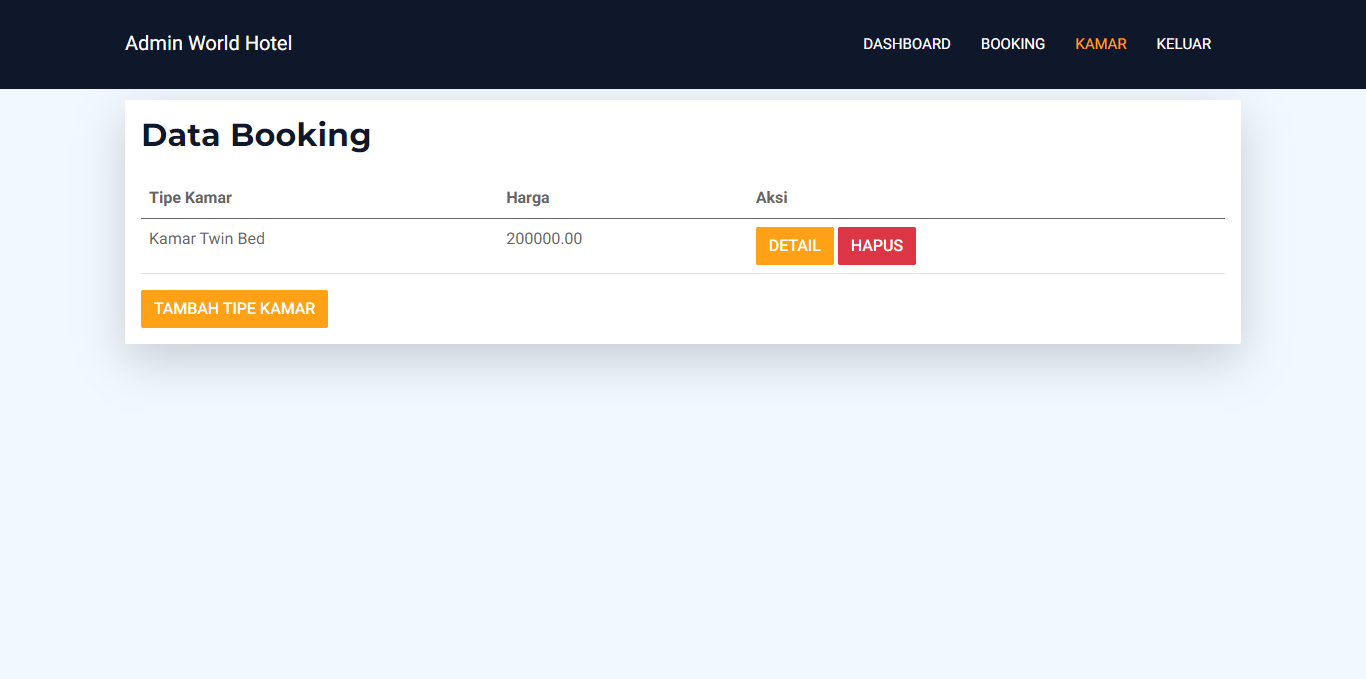 Admin World Hotel DASHBOARD BOOKING KAMAR KELUAR
Data Booking
Tipe Kamar Harga Aksi
Kamar Twin Bed 200000.00 DETAIL HAPUS
TAMBAH TIPE KAMAR